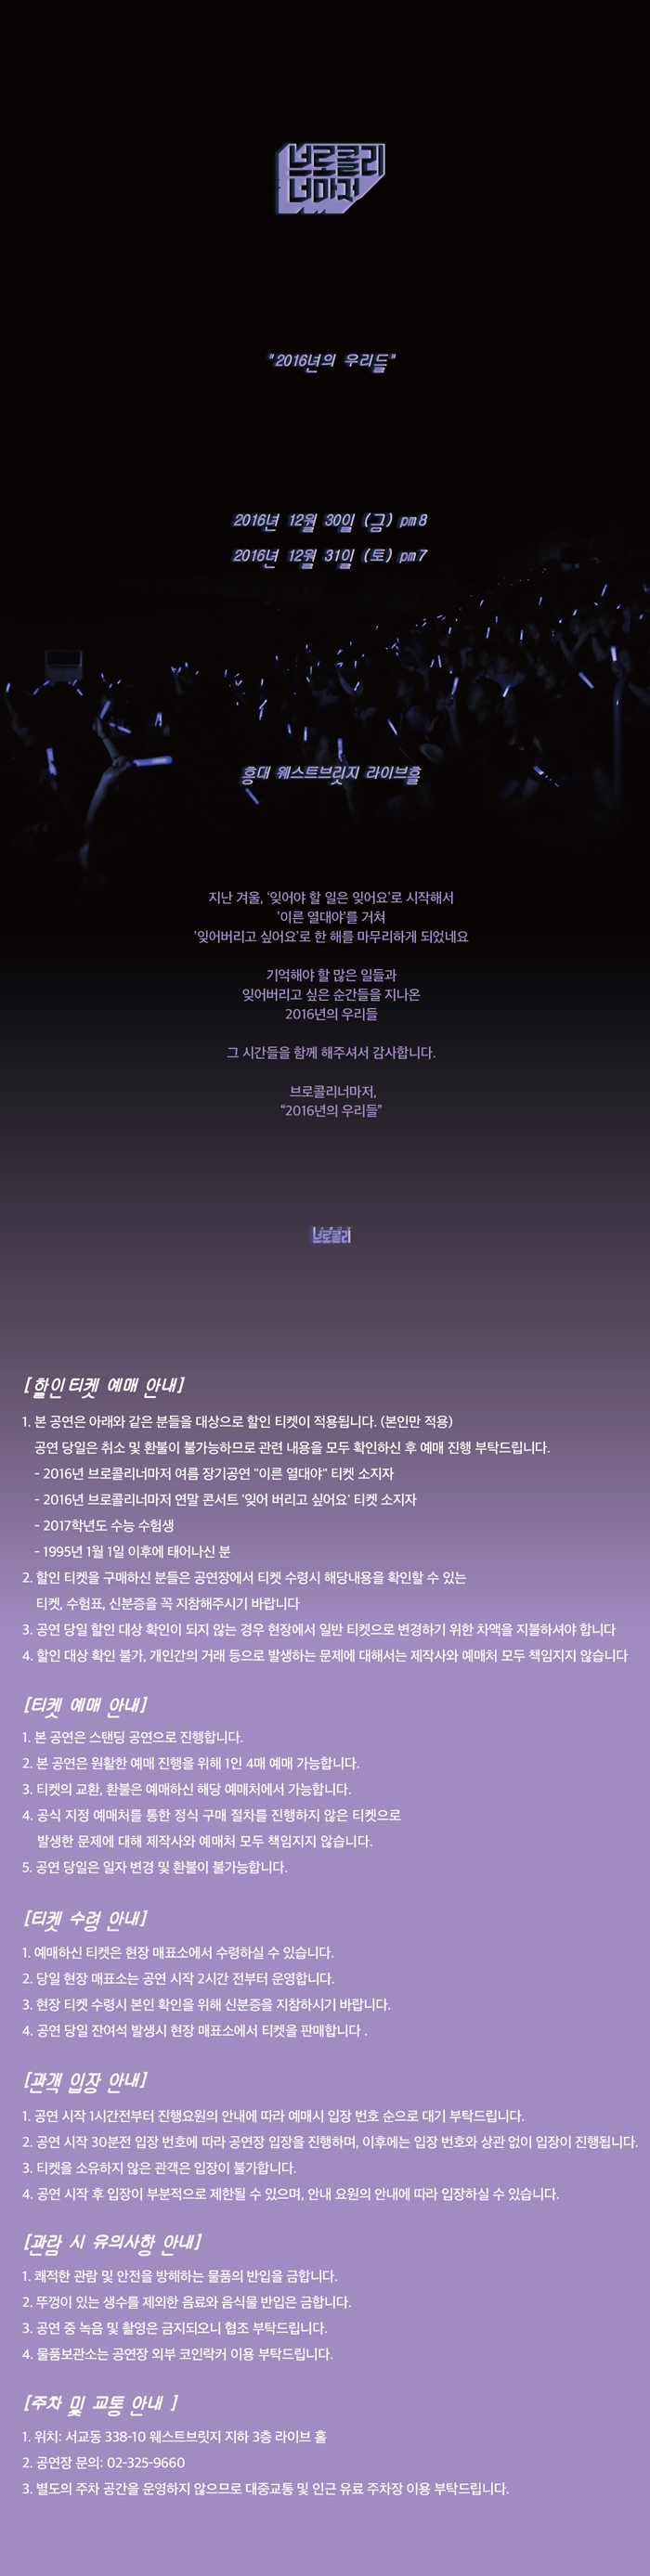 브로콜리
너마저
"2016년의 우리들"
2016년 12월 30일 (금) pm8
2016년 12월 31일 (토) pm7
홍대 웨스트브릿지 라이브홀
지난 겨울, ‘잊어야 할 일은 잊어요’로 시작해서
’이른 열대야’를 거쳐
’잊어버리고 싶어요’로 한 해를 마무리하게 되었네요
기억해야 할 많은 일들과
잊어버리고 싶은 순간들을 지나온
2016년의 우리들
그 시간들을 함께 해주셔서 감사합니다.
브로콜리너마저,
“2016년의 우리들”
브로콜리
[할인 티켓 예매 안내]
1. 본 공연은 아래와 같은 분들을 대상으로 할인 티켓이 적용됩니다. (본인만 적용)
공연 당일은 취소 및 환불이 불가능하므로 관련 내용을 모두 확인하신 후 예매 진행 부탁드립니다.
- 2016년 브로콜리너마저 여름 장기공연 "이른 열대야" 티켓 소지자
- 2016년 브로콜리너마저 연말 콘서트 '잊어 버리고 싶어요' 티켓 소지자
- 2017학년도 수능 수험생
- 1995년 1월 1일 이후에 태어나신 분
2. 할인 티켓을 구매하신 분들은 공연장에서 티켓 수령시 해당내용을 확인할 수 있는
티켓, 수험표, 신분증을 꼭 지참해주시기 바랍니다
3. 공연 당일 할인 대상 확인이 되지 않는 경우 현장에서 일반 티켓으로 변경하기 위한 차액을 지불하셔야 합니다
4. 할인 대상 확인 불가, 개인간의 거래 등으로 발생하는 문제에 대해서는 제작사와 예매처 모두 책임지지 않습니다
[티켓 예매 안내]
1. 본 공연은 스탠딩 공연으로 진행합니다.
2. 본 공연은 원활한 예매 진행을 위해 1인 4매 예매 가능합니다.
3. 티켓의 교환, 환불은 예매하신 해당 예매처에서 가능합니다.
4. 공식 지정 예매처를 통한 정식 구매 절차를 진행하지 않은 티켓으로
발생한 문제에 대해 제작사와 예매처 모두 책임지지 않습니다.
5. 공연 당일은 일자 변경 및 환불이 불가능합니다.
[티켓 수령 안내]
1. 예매하신 티켓은 현장 매표소에서 수령하실 수 있습니다.
2. 당일 현장 매표소는 공연 시작 2시간 전부터 운영합니다.
3. 현장 티켓 수령시 본인 확인을 위해 신분증을 지참하시기 바랍니다.
4. 공연 당일 잔여석 발생시 현장 매표소에서 티켓을 판매합니다 .
[관객 입장 안내]
1. 공연 시작 1시간전부터 진행요원의 안내에 따라 예매시 입장 번호 순으로 대기 부탁드립니다.
2. 공연 시작 30분전 입장 번호에 따라 공연장 입장을 진행하며, 이후에는 입장 번호와 상관 없이 입장이 진행됩니다.
3. 티켓을 소유하지 않은 관객은 입장이 불가합니다.
4. 공연 시작 후 입장이 부분적으로 제한될 수 있으며, 안내 요원의 안내에 따라 입장하실 수 있습니다.
[관람 시 유의사항 안내]
1. 쾌적한 관람 및 안전을 방해하는 물품의 반입을 금합니다.
2. 뚜껑이 있는 생수를 제외한 음료와 음식물 반입은 금합니다.
3. 공연 중 녹음 및 촬영은 금지되오니 협조 부탁드립니다.
4. 물품보관소는 공연장 외부 코인락커 이용 부탁드립니다.
[주차 및 교통 안내 ]
1. 위치: 서교동 338-10 웨스트브릿지 지하 3층 라이브 홀
2. 공연장 문의: 02-325-9660
3. 별도의 주차 공간을 운영하지 않으므로 대중교통 및 인근 유료 주차장 이용 부탁드립니다.